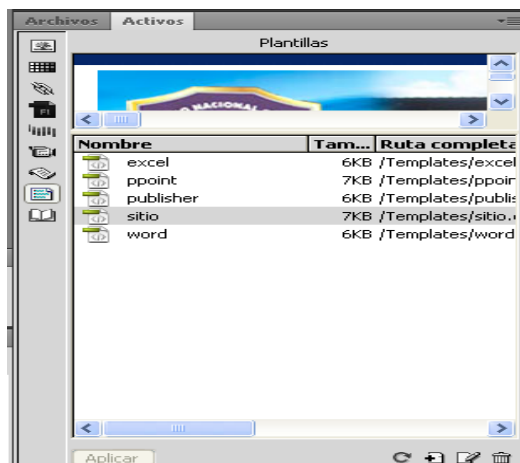 Archivos Activos
Plantillas
NACIONAL
Nombre Tam... Ruta completa
excel 6KB /Templates/excel
ppoint 7KB /Templates/ppoin
publisher 6KB /Templates/publis
sitio 7KB /Templates/sitio.
word 6KB /Templates/word
Aplicar